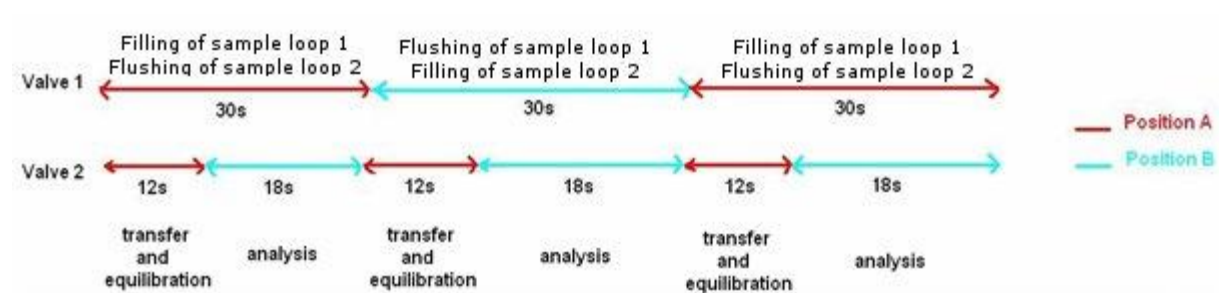 Filling of sample loop 1
Flushing of sample loop 2
Flushing of sample loop 1
Filling of sample loop 2
Filling of sample loop 1
Flushing of sample loop 2
Valve 1
30s
30s
30s
Position A
Position B
Valve 2
12s
18s
12s
18s
12s
18s
transfer
and
equilibration
analysis
transfer
and
equilibration
analysis
transfer
and
equilibration
analysis